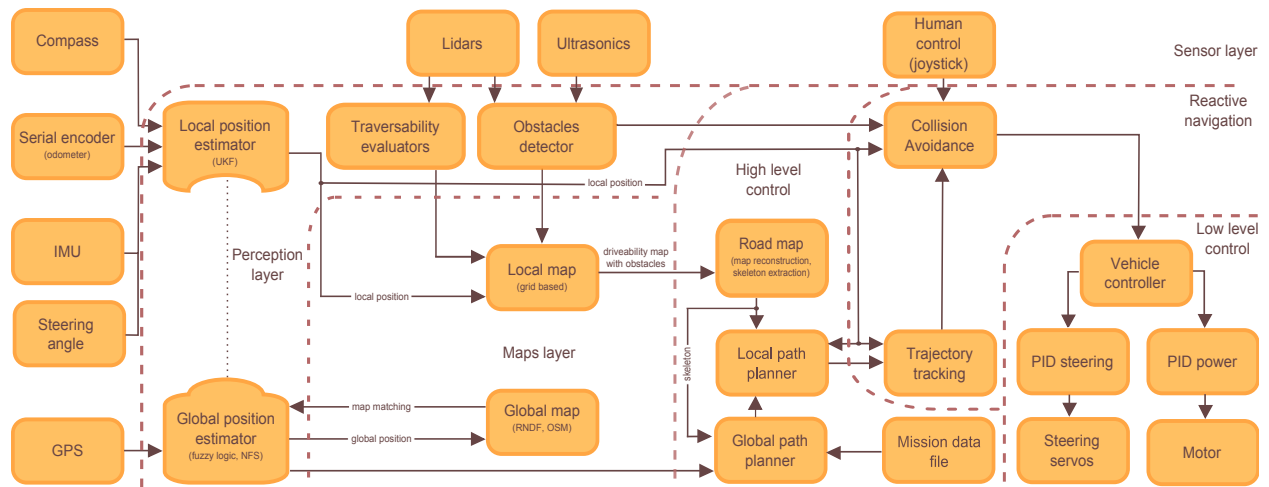 Compass
Lidars
Ultrasonics
Human
control
(joystick)
Sensor layer
Reactive
navigation
Serial encoder
(odometer)
Local position
estimator
(UKF)
Traversability
evaluators
Obstacles
detector
Collision
Avoidance
High level
control
local position
IMU
Perception
layer
Local map
(grid based)
driveability map
with obstacles
Road map
(map reconstruction,
skeleton extraction)
Low level
control
Vehicle
controller
local position
Steering
angle
Maps layer
skeleton
Local path
planner
Trajectory
tracking
PID steering
PID power
map matching
global position
Global map
(RNDF, OSM)
GPS
Global position
estimator
(fuzzy logic, NFS)
Global path
planner
Mission data
file
Steering
servos
Motor